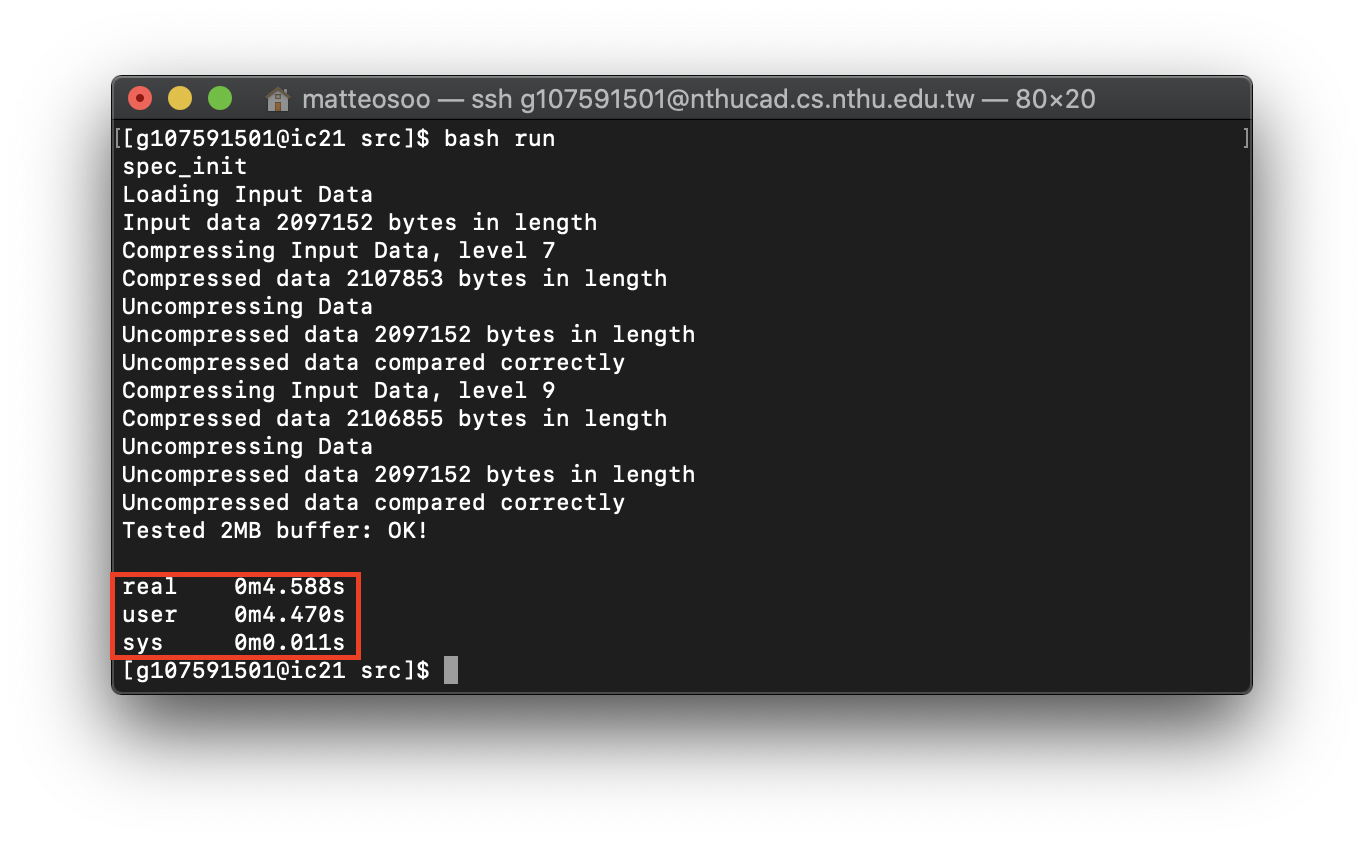 matteosoo — ssh g107591501@nthucad.cs.nthu.edu.tw — 80×20
[[g107591501@ic21 src]$ bash run ]
spec_init
Loading Input Data
Input data 2097152 bytes in length
Compressing Input Data, level 7
Compressed data 2107853 bytes in length
Uncompressing Data
Uncompressed data 2097152 bytes in length
Uncompressed data compared correctly
Compressing Input Data, level 9
Compressed data 2106855 bytes in length
Uncompressing Data
Uncompressed data 2097152 bytes in length
Uncompressed data compared correctly
Tested 2MB buffer: OK!
real 0m4.588s
user 0m4.470s
sys 0m0.011s
[g107591501@ic21 src]$